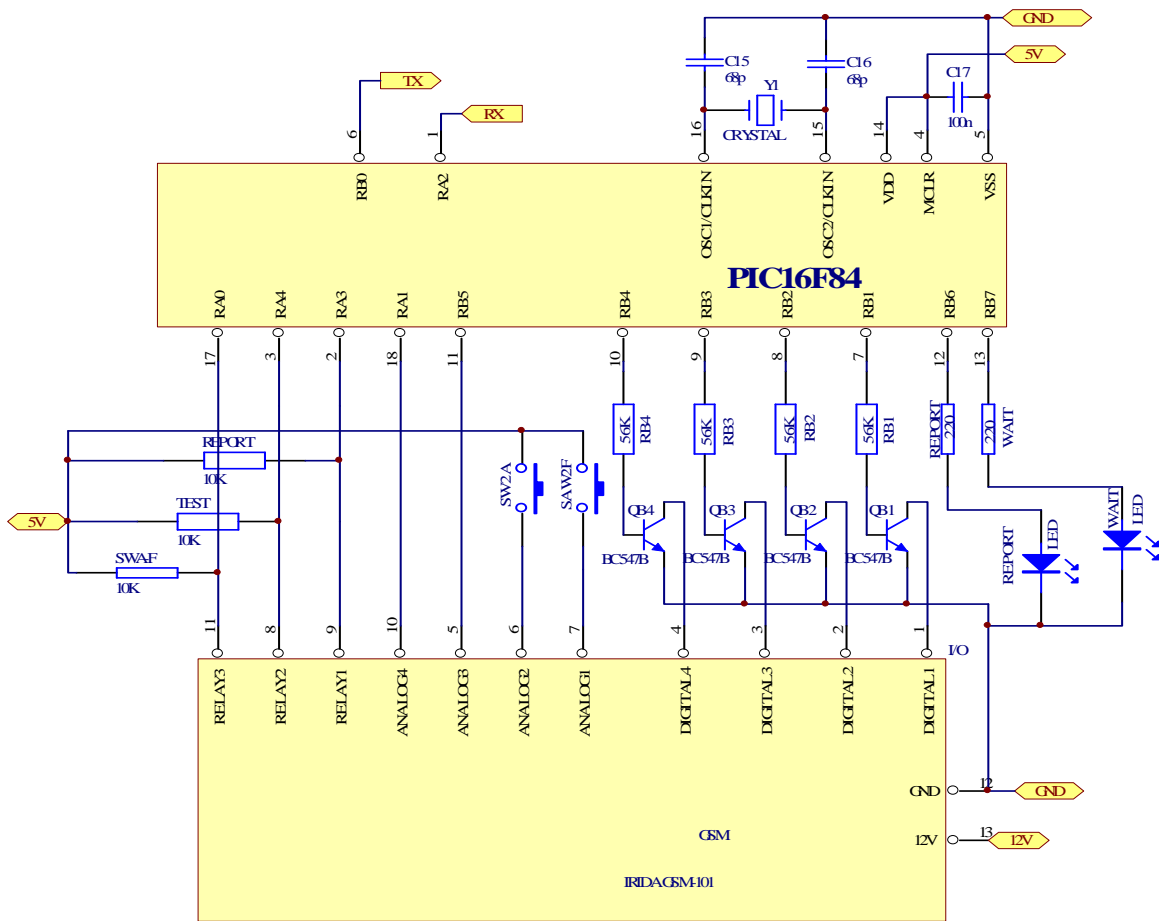 GND
5V
C15
68p
C16
68p
C17
100n
Y1
CRYSTAL
TX
RX
6
1
16
15
14
4
5
RB0
RA2
OSC1/CLKIN
OSC2/CLKIN
VDD
MCLR
VSS
PIC16F84
RA0
RA4
RA3
RA1
RB5
RB4
RB3
RB2
RB1
RB6
RB7
17
3
2
18
11
10
9
8
7
12
13
56K
RB4
56K
RB3
56K
RB2
56K
RB1
REPORT
220
220
WAIT
REPORT
10K
TEST
10K
SWA-F
10K
5V
SW2A
SAW2F
QB4
BC547B
QB3
BC547B
QB2
BC547B
QB1
BC547B
REPORT
LED
WAIT
LED
11
8
9
10
5
6
7
4
3
2
1
I/O
RELAY3
RELAY2
RELAY1
ANALOG4
ANALOG3
ANALOG2
ANALOG1
DIGITAL4
DIGITAL3
DIGITAL2
DIGITAL1
GND
12
GND
12V
13
12V
GSM
IRIDA GSM-101